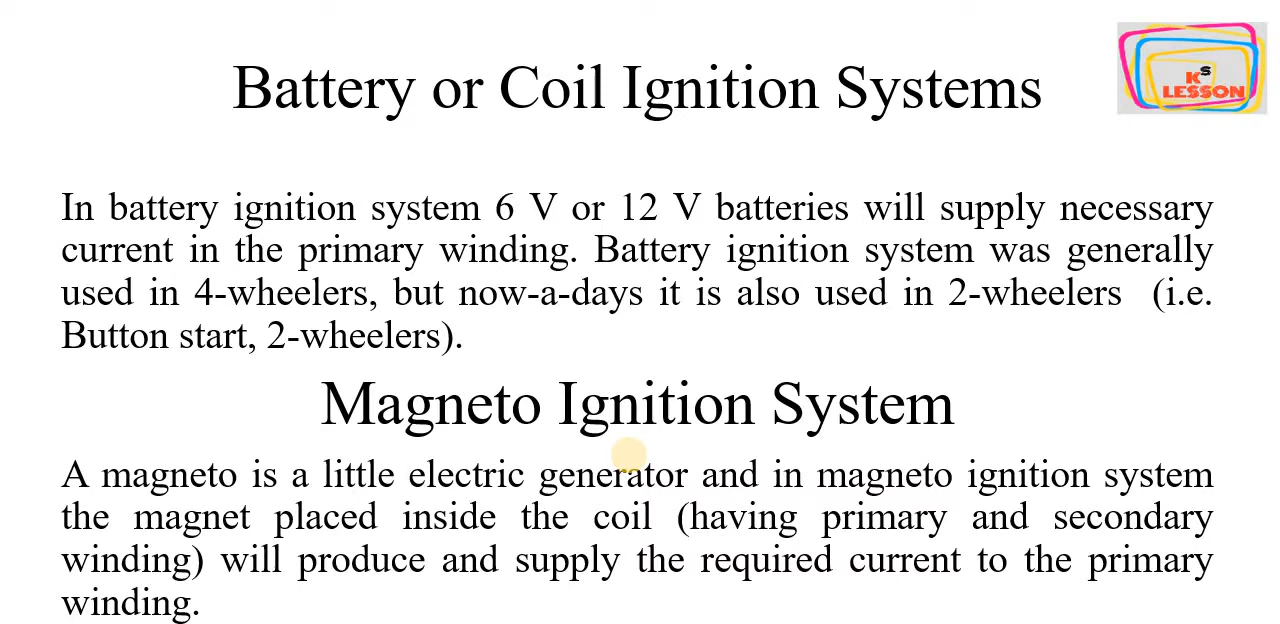 Battery or Coil Ignition Systems
KS
LESSON
In battery ignition system 6 V or 12 V batteries will supply necessary
current in the primary winding. Battery ignition system was generally
used in 4-wheelers, but now-a-days it is also used in 2-wheelers (i.e.
Button start, 2-wheelers).
Magneto Ignition System
A magneto is a little electric generator and in magneto ignition system
the magnet placed inside the coil (having primary and secondary
winding) will produce and supply the required current to the primary
winding.